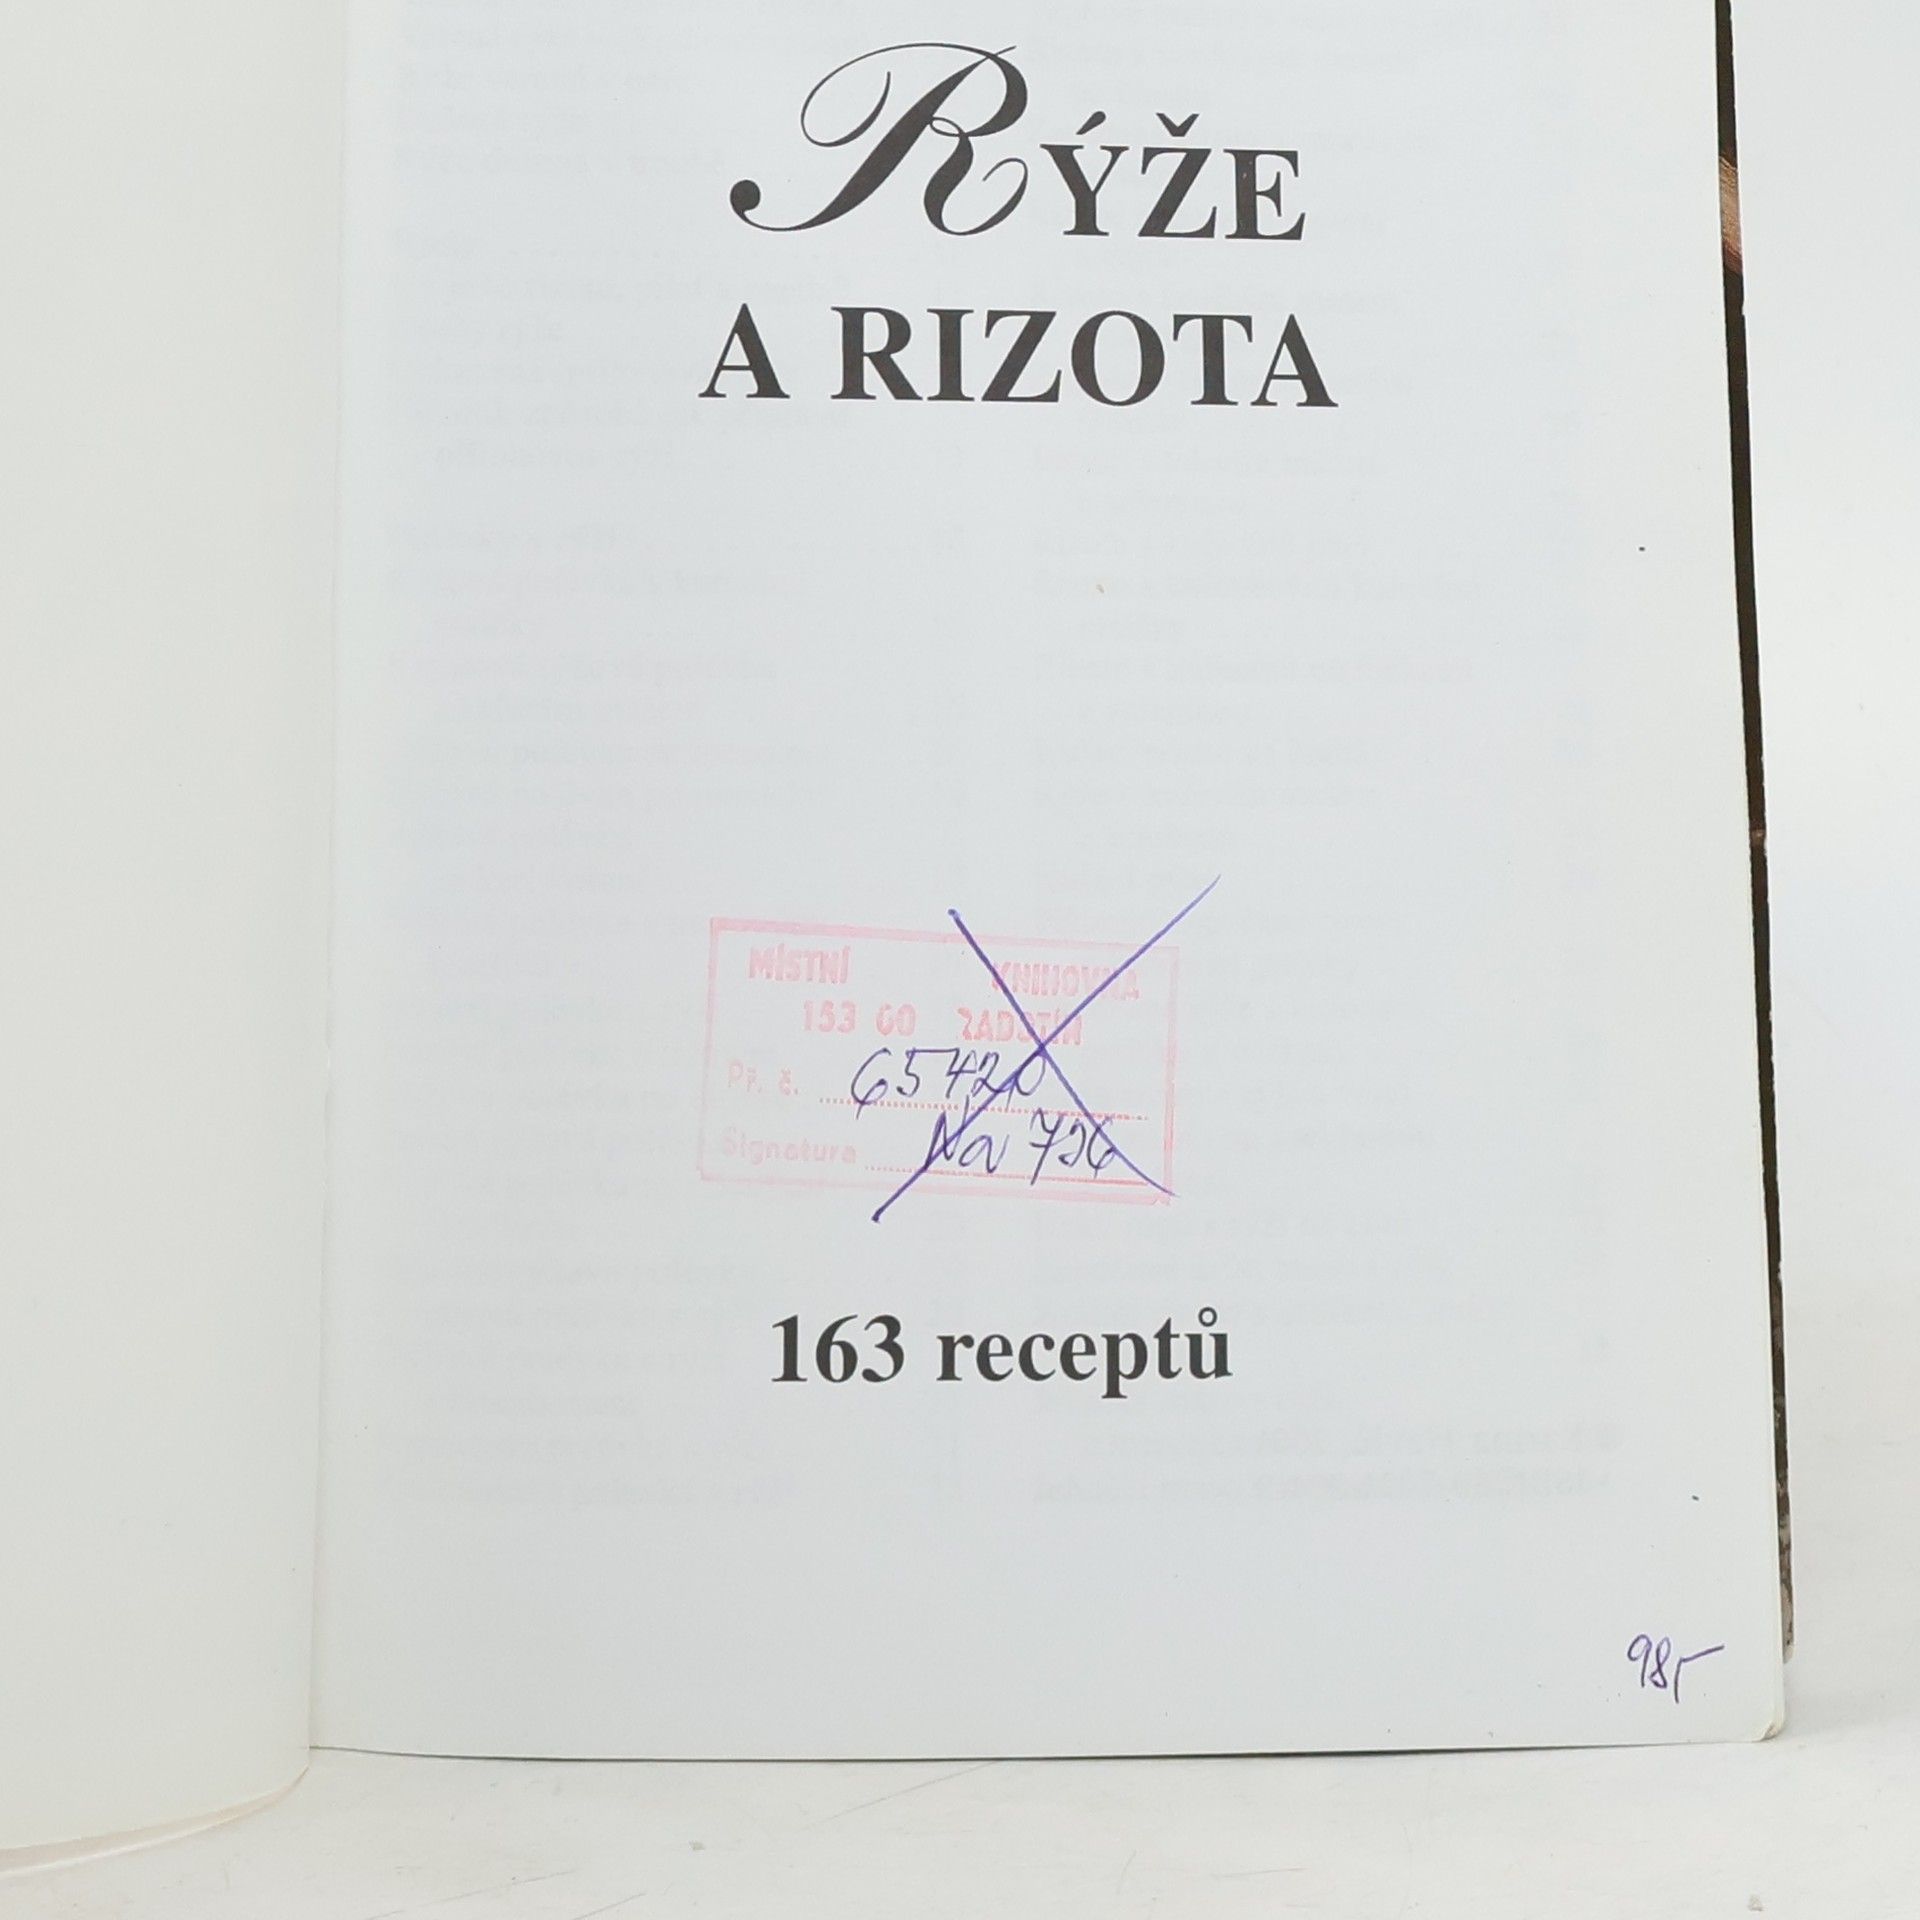 RÝŽE
A RIZOTA
MÍSTNÍ KNIHOVNA
153 00 RADOTÍN
Př. č. 65420
Signatura Na 726
163 receptů
98,-